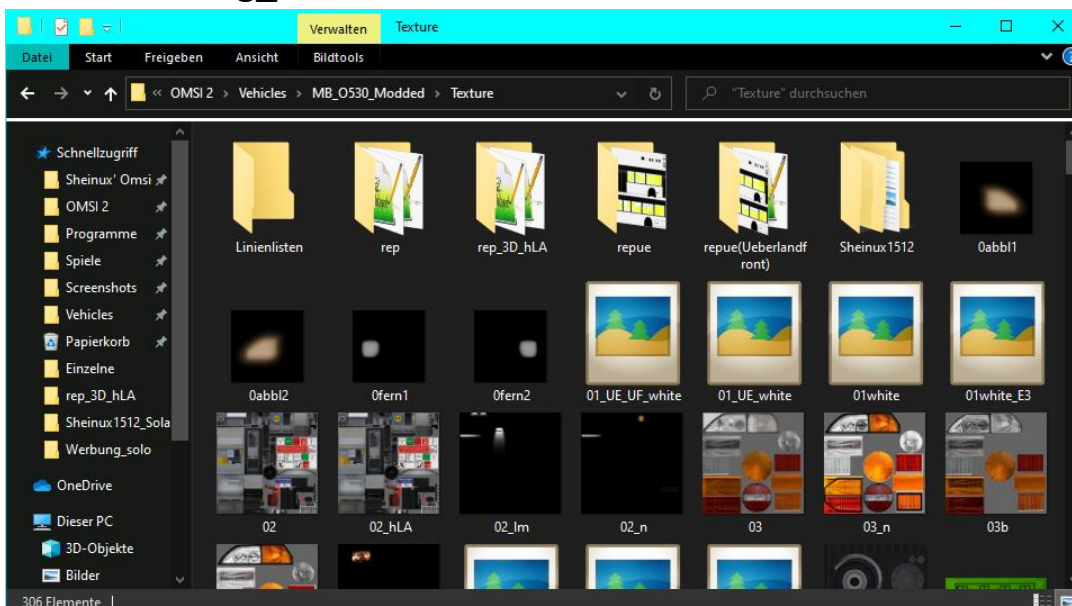 Verwalten
Texture
Datei
Start
Freigeben
Ansicht
Bildtools
« OMSI 2 › Vehicles › MB_O530_Modded › Texture
"Texture" durchsuchen
Schnellzugriff
Sheinux' Omsi
OMSI 2
Programme
Spiele
Screenshots
Vehicles
Papierkorb
Einzelne
rep_3D_hLA
Sheinux1512_Sola
Werbung_solo
OneDrive
Dieser PC
3D-Objekte
Bilder
Linienlisten
rep
rep_3D_hLA
repue
repue(Ueberlandf
ront)
Sheinux1512
0abbl1
0abbl2
0fern1
0fern2
01_UE_UF_white
01_UE_white
01white
01white_E3
02
02_hLA
02_lm
02_n
03
03_n
03b
306 Elemente